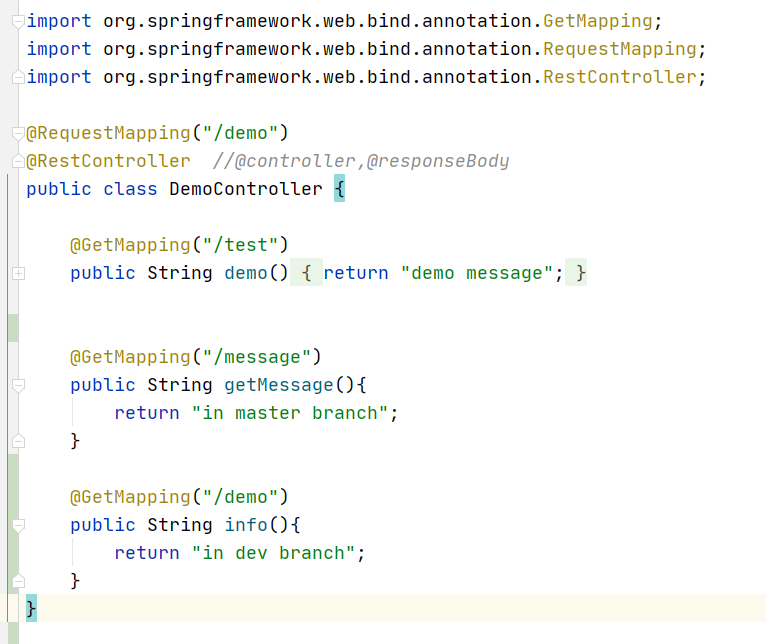 import org.springframework.web.bind.annotation.GetMapping;
import org.springframework.web.bind.annotation.RequestMapping;
import org.springframework.web.bind.annotation.RestController;
@RequestMapping("/demo")
@RestController  //@controller,@responseBody
public class DemoController {
@GetMapping("/test")
public String demo() { return "demo message"; }
@GetMapping("/message")
public String getMessage(){
return "in master branch";
}
@GetMapping("/demo")
public String info(){
return "in dev branch";
}
}